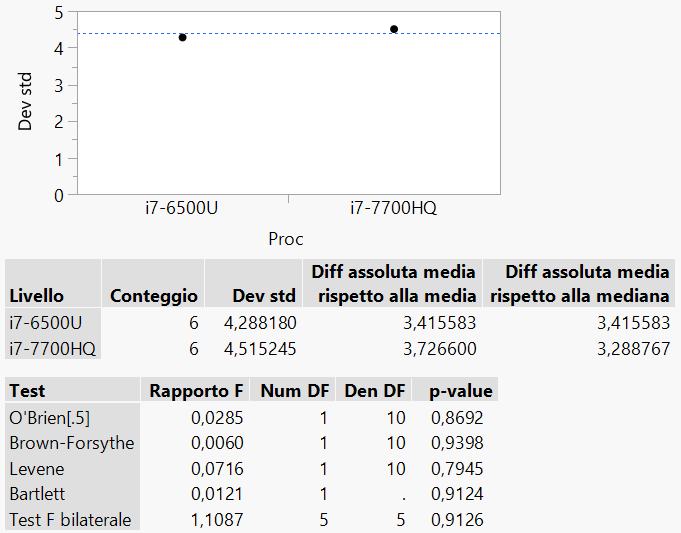 5
4
3
2
1
0
Dev std
i7-6500U i7-7700HQ
Proc
Livello Conteggio Dev std Diff assoluta media rispetto alla media Diff assoluta media rispetto alla mediana
i7-6500U 6 4,288180 3,415583 3,415583
i7-7700HQ 6 4,515245 3,726600 3,288767
Test Rapporto F Num DF Den DF p-value
O'Brien[.5] 0,0285 1 10 0,8692
Brown-Forsythe 0,0060 1 10 0,9398
Levene 0,0716 1 10 0,7945
Bartlett 0,0121 1 . 0,9124
Test F bilaterale 1,1087 5 5 0,9126